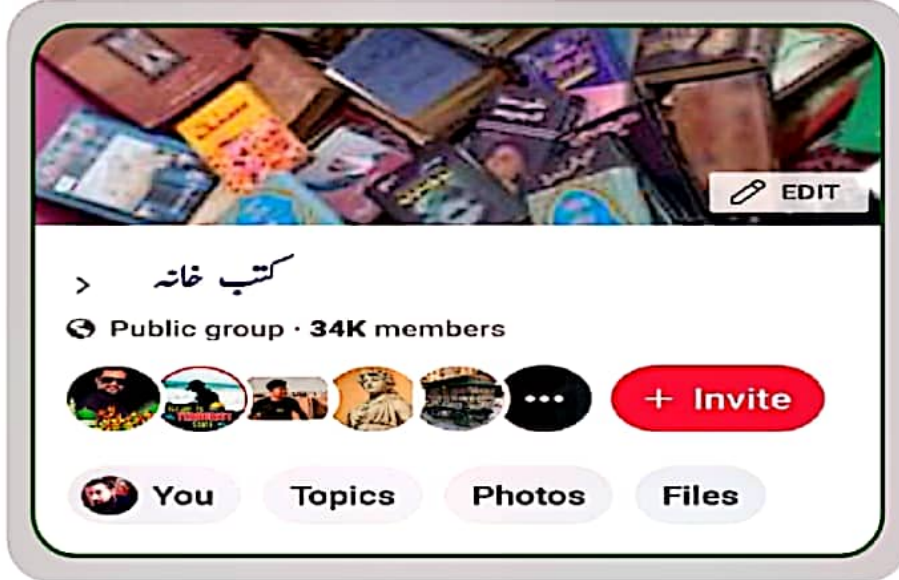 EDIT
کتب خانہ
Public group · 34K members
+ Invite
You
Topics
Photos
Files